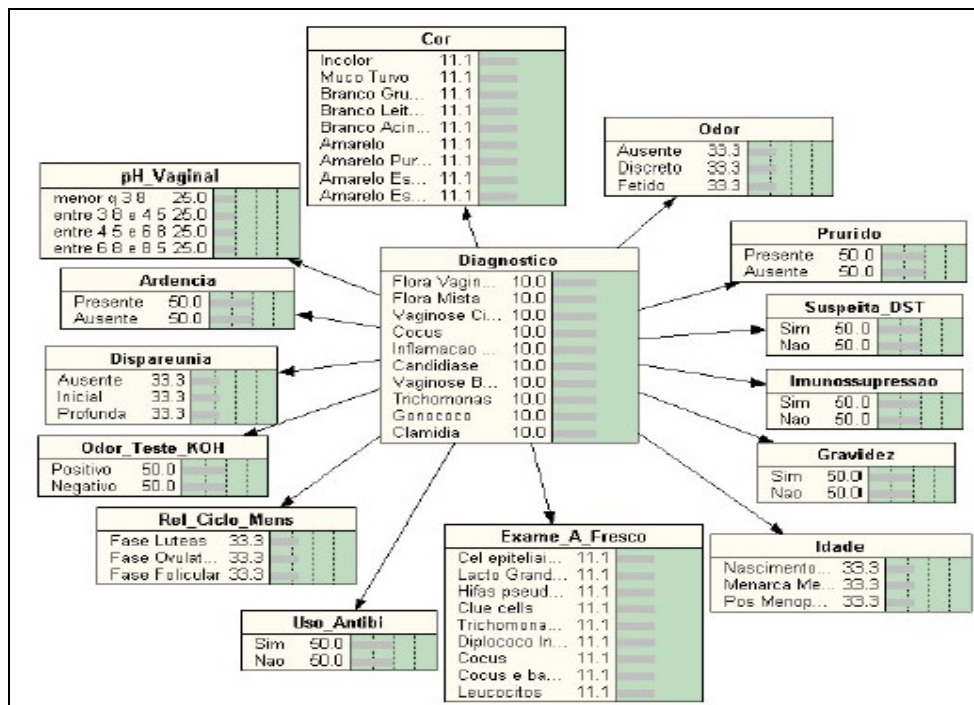 Cor
Incolor 11.1
Muco Turvo 11.1
Branco Gru... 11.1
Branco Leit... 11.1
Branco Acin... 11.1
Amarelo 11.1
Amarelo Pur... 11.1
Amarelo Es... 11.1
Amarelo Es... 11.1
Odor
Ausente 33.3
Discreto 33.3
Fetido 33.3
pH_Vaginal
menor q 3 8 25.0
entre 3 8 e 4 5 25.0
entre 4 5 e 6 8 25.0
entre 6 8 e 8 5 25.0
Prurido
Presente 50.0
Ausente 50.0
Diagnostico
Flora Vagin... 10.0
Flora Mista 10.0
Vaginose Ci... 10.0
Cocus 10.0
Inflamacao ... 10.0
Candidiase 10.0
Vaginose B... 10.0
Trichomonas 10.0
Gonococo 10.0
Clamidia 10.0
Ardencia
Presente 50.0
Ausente 50.0
Suspeita_DST
Sim 50.0
Nao 50.0
Dispareunia
Ausente 33.3
Inicial 33.3
Profunda 33.3
Imunossupressao
Sim 50.0
Nao 50.0
Odor_Teste_KOH
Positivo 50.0
Negativo 50.0
Gravidez
Sim 50.0
Nao 50.0
Rel_Ciclo_Mens
Fase Luteas 33.3
Fase Ovulat... 33.3
Fase Folicular 33.3
Exame_A_Fresco
Cel epiteliai... 11.1
Lacto Grand... 11.1
Hifas pseud... 11.1
Clue cells 11.1
Trichomona... 11.1
Diplococo In... 11.1
Cocus 11.1
Cocus e ba... 11.1
Leucocitos 11.1
Idade
Nascimento... 33.3
Menarca Me... 33.3
Pos Menop... 33.3
Uso_Antibi
Sim 50.0
Nao 50.0